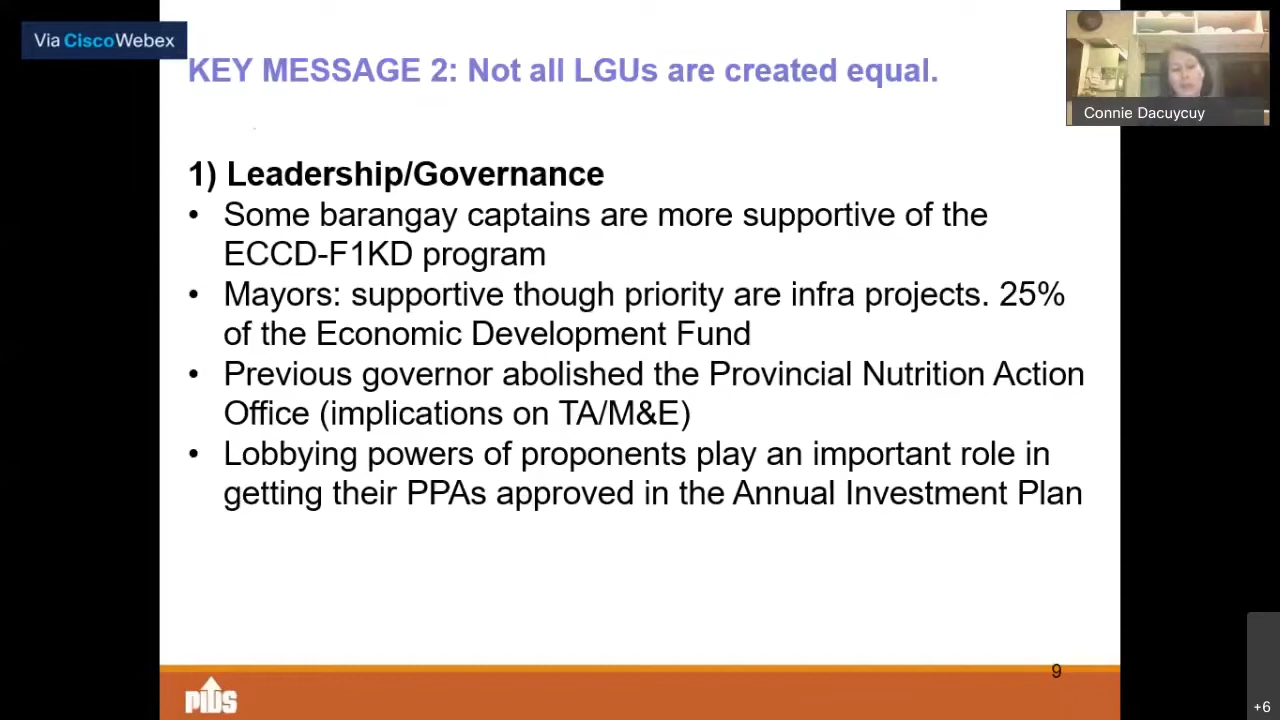 Via CiscoWebex
KEY MESSAGE 2: Not all LGUs are created equal.
Connie Dacuycuy
1) Leadership/Governance
• Some barangay captains are more supportive of the
ECCD-F1KD program
• Mayors: supportive though priority are infra projects. 25%
of the Economic Development Fund
• Previous governor abolished the Provincial Nutrition Action
Office (implications on TA/M&E)
• Lobbying powers of proponents play an important role in
getting their PPAs approved in the Annual Investment Plan
9
PIDS
+6